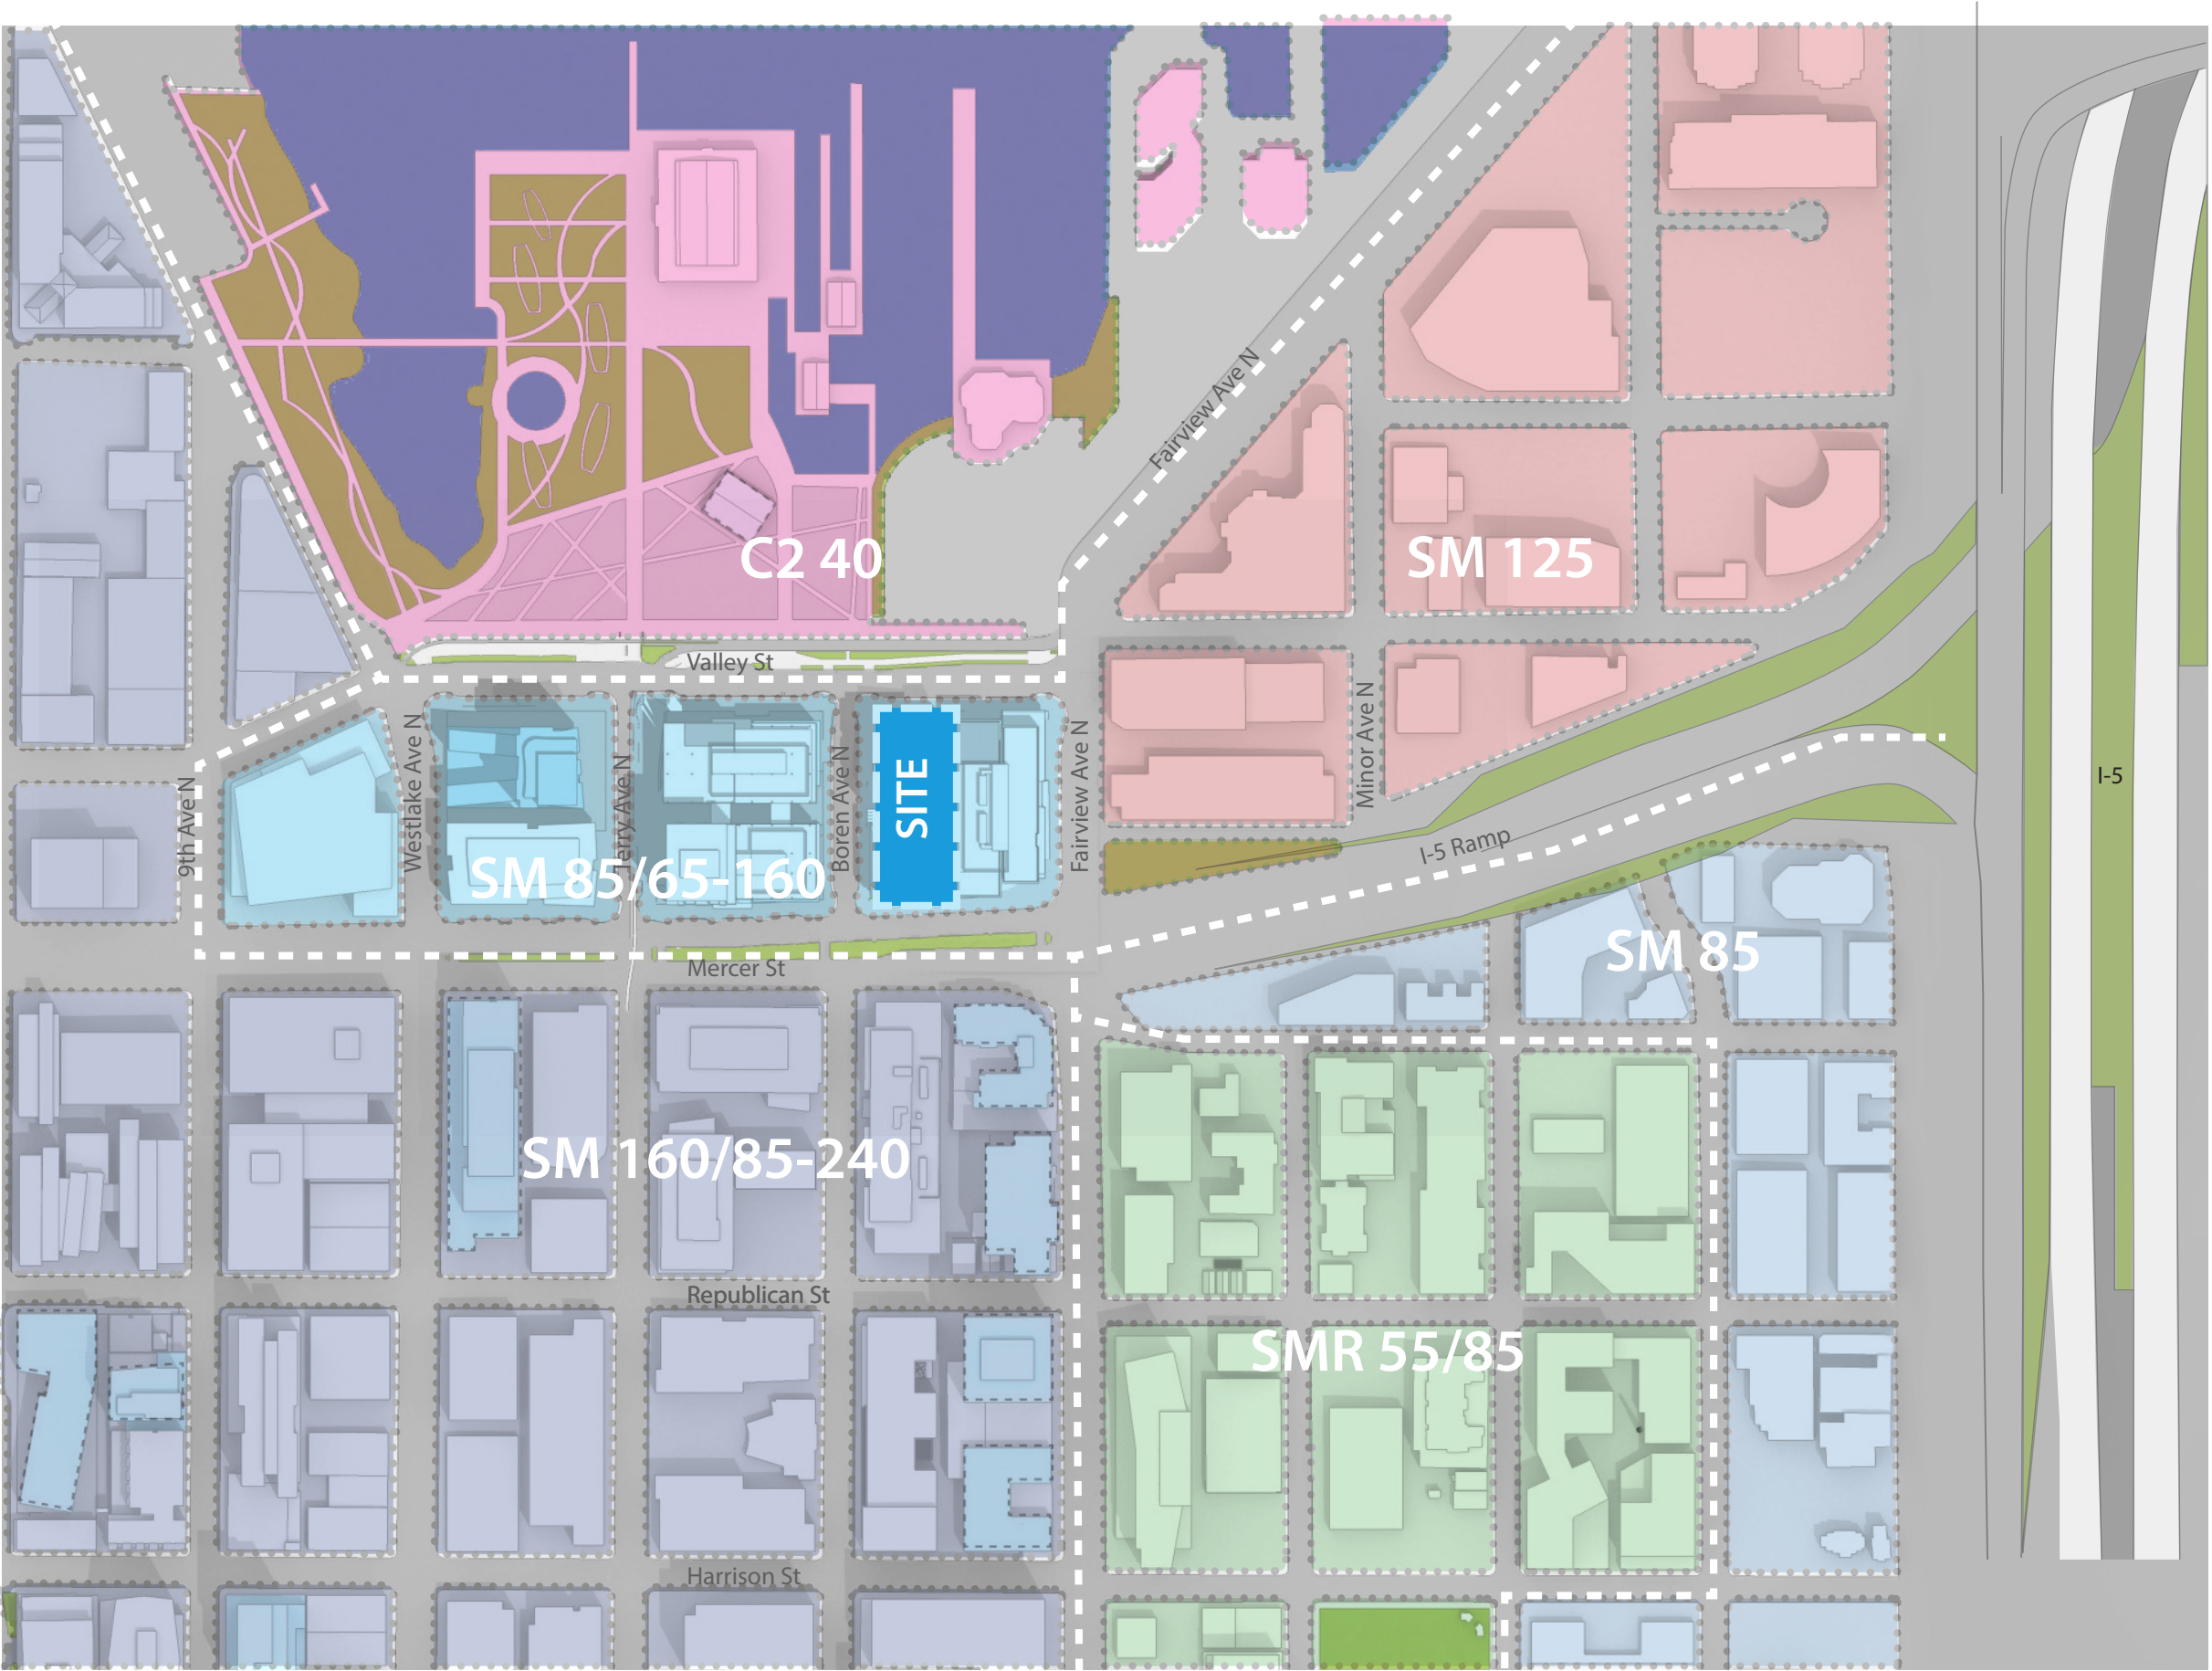 Fairview Ave N
C2 40
SM 125
Valley St
9th Ave N
Westlake Ave N
Terry Ave N
Boren Ave N
SITE
Fairview Ave N
Minor Ave N
I-5
I-5 Ramp
SM 85/65-160
SM 85
Mercer St
SM 160/85-240
Republican St
SMR 55/85
Harrison St